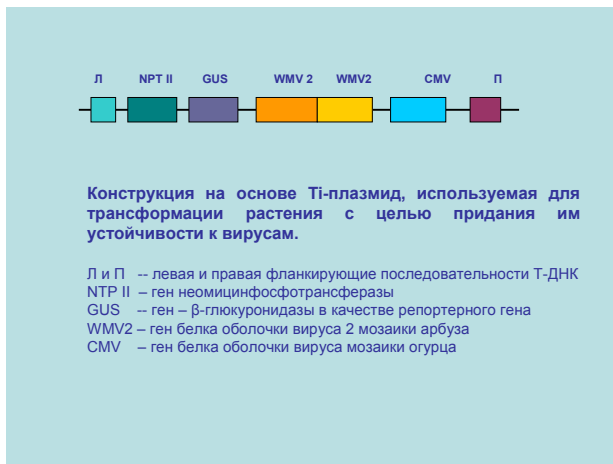 Л NPT II GUS WMV 2 WMV2 CMV П
Конструкция на основе Ti-плазмид, используемая для
трансформации растения с целью придания им
устойчивости к вирусам.
Л и П -- левая и правая фланкирующие последовательности Т-ДНК
NTP II – ген неомицинфосфотрансферазы
GUS – ген – β-глюкуронидазы в качестве репортерного гена
WMV2 – ген белка оболочки вируса 2 мозаики арбуза
CMV – ген белка оболочки вируса мозаики огурца